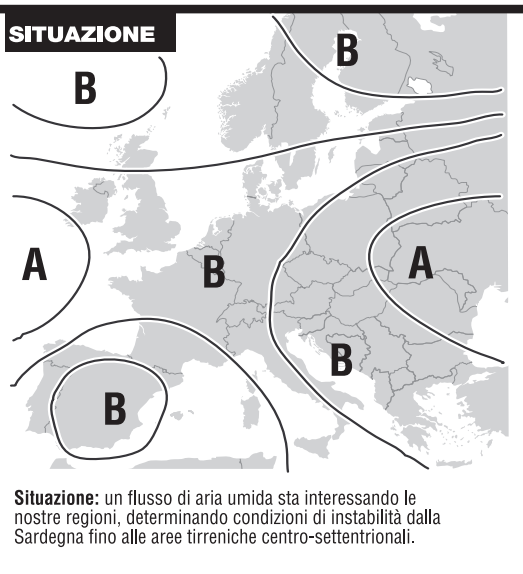 SITUAZIONE
B
B
A
B
A
B
B
Situazione: un flusso di aria umida sta interessando le
nostre regioni, determinando condizioni di instabilità dalla
Sardegna fino alle aree tirreniche centro-settentrionali.